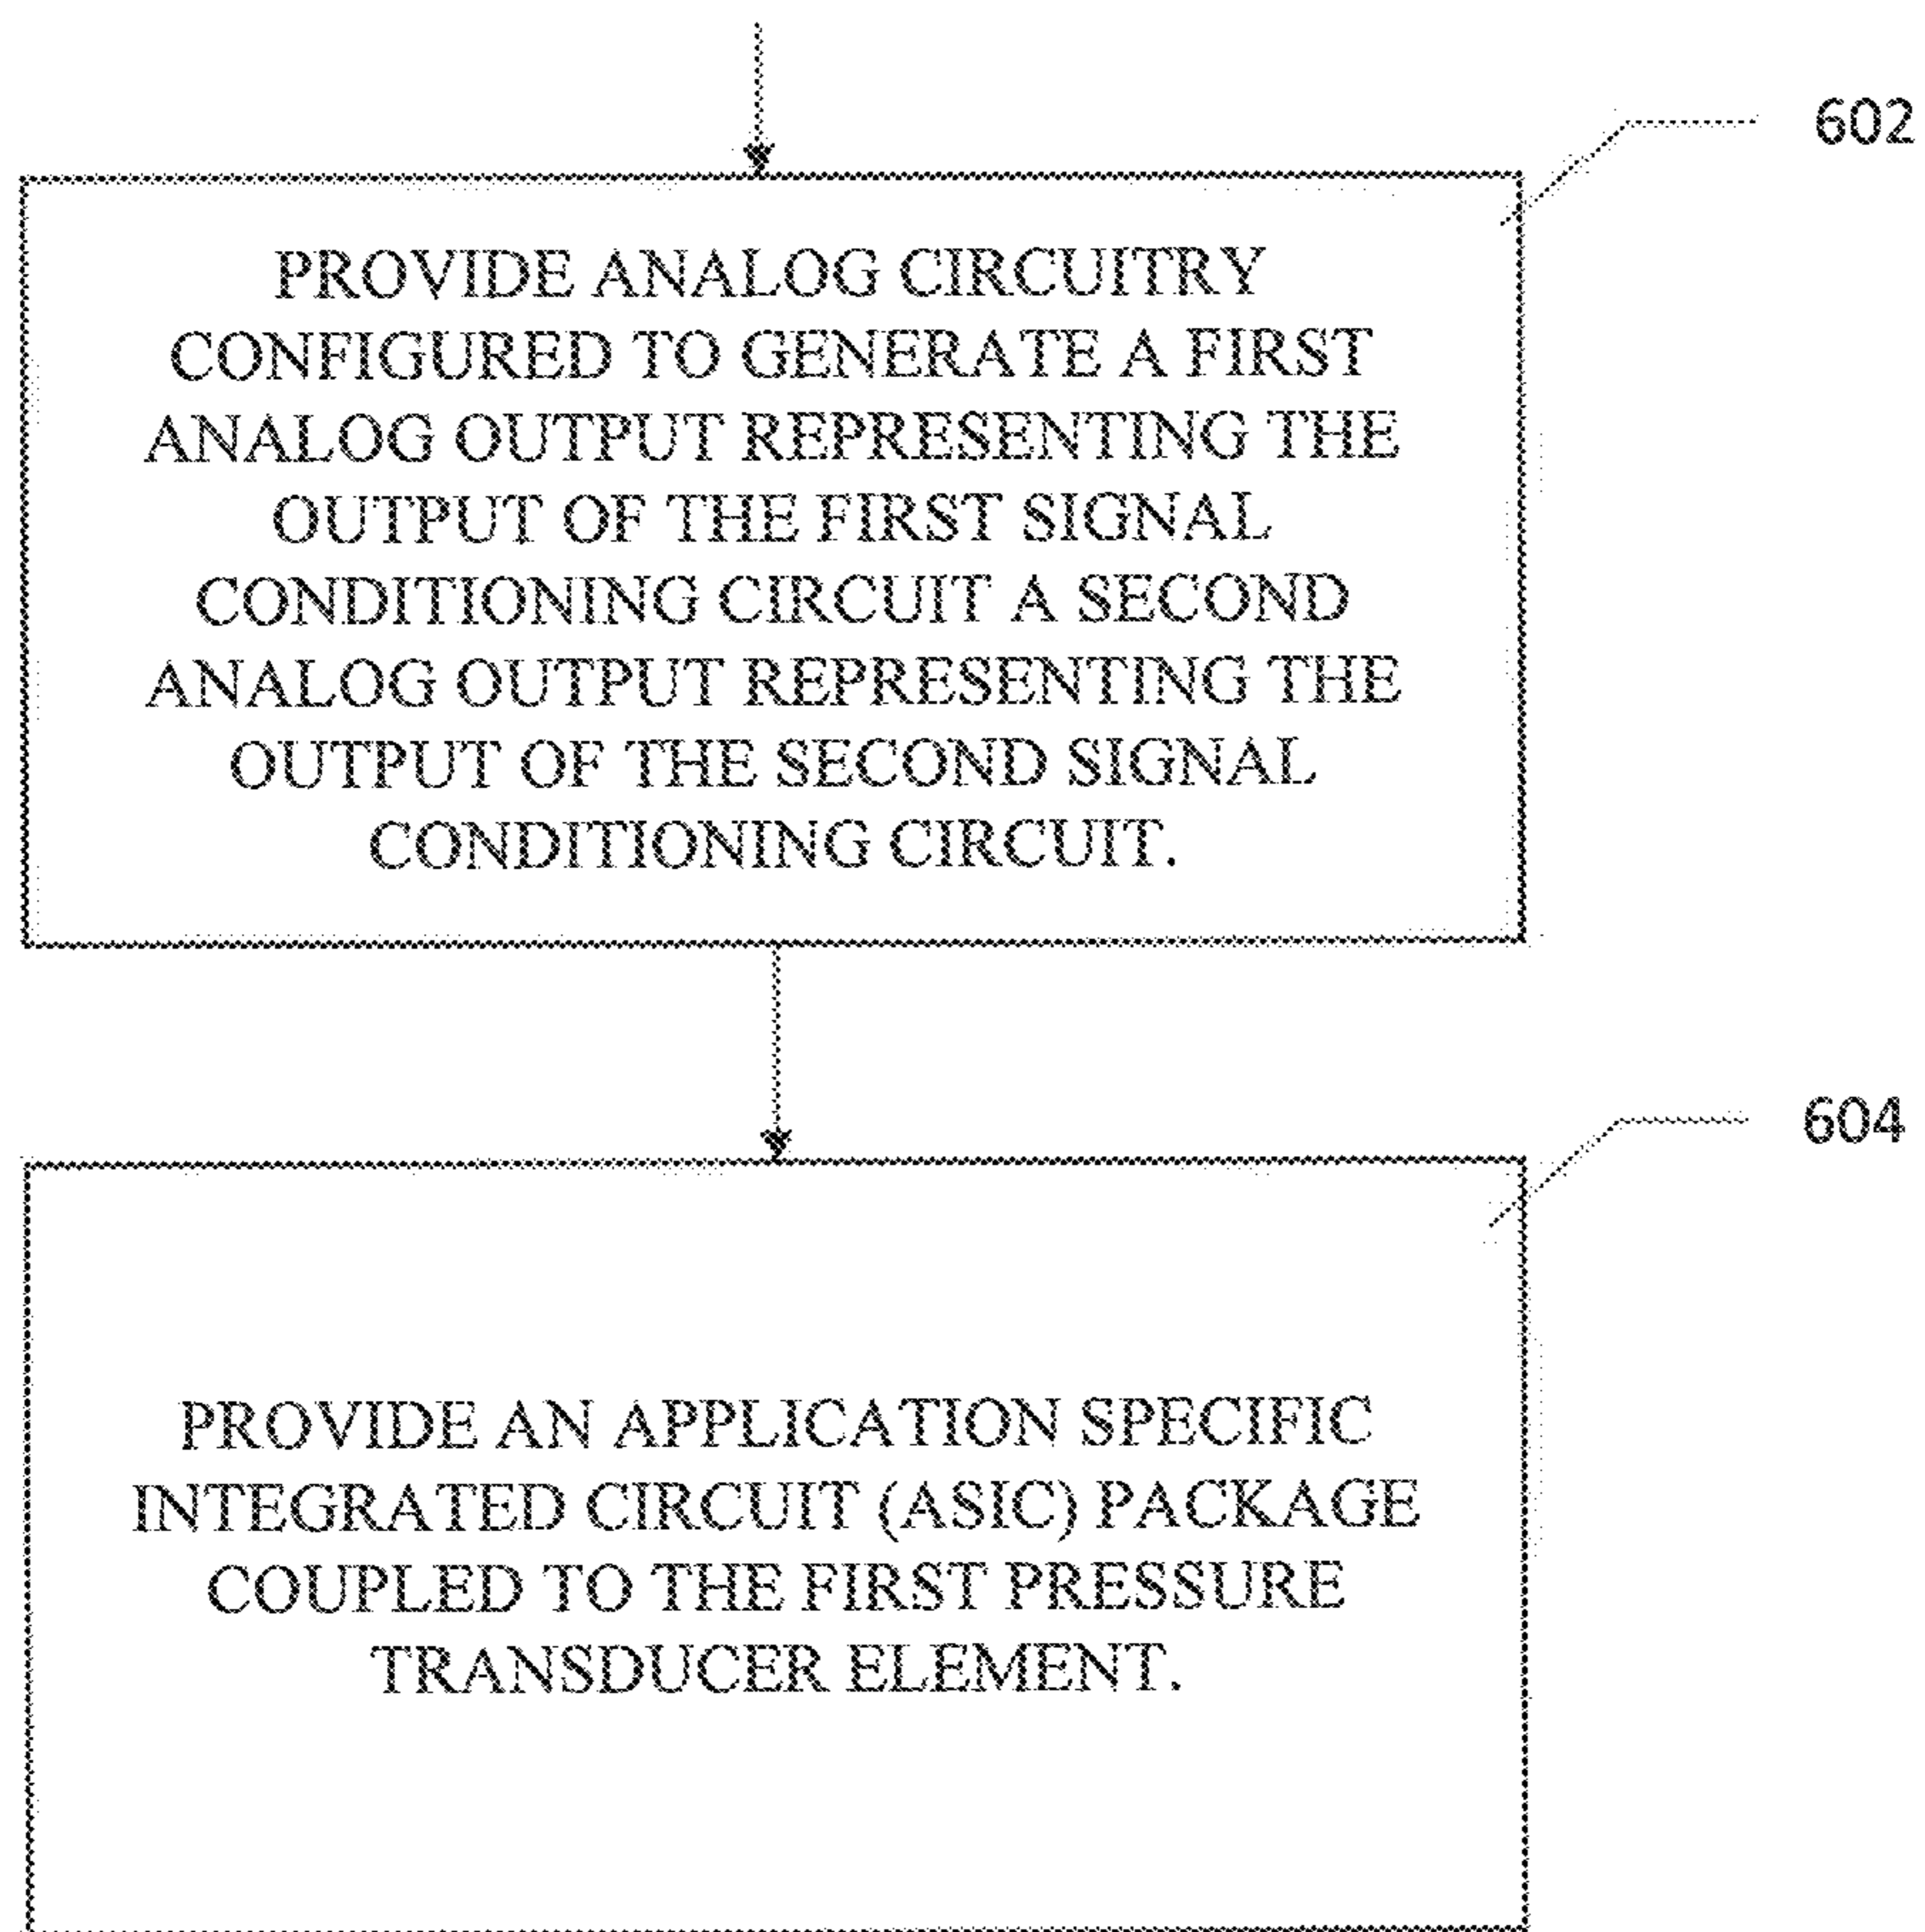 602
PROVIDE ANALOG CIRCUITRY
CONFIGURED TO GENERATE A FIRST
ANALOG OUTPUT REPRESENTING THE
OUTPUT OF THE FIRST SIGNAL
CONDITIONING CIRCUIT A SECOND
ANALOG OUTPUT REPRESENTING THE
OUTPUT OF THE SECOND SIGNAL
CONDITIONING CIRCUIT.
604
PROVIDE AN APPLICATION SPECIFIC
INTEGRATED CIRCUIT (ASIC) PACKAGE
COUPLED TO THE FIRST PRESSURE
TRANSDUCER ELEMENT.